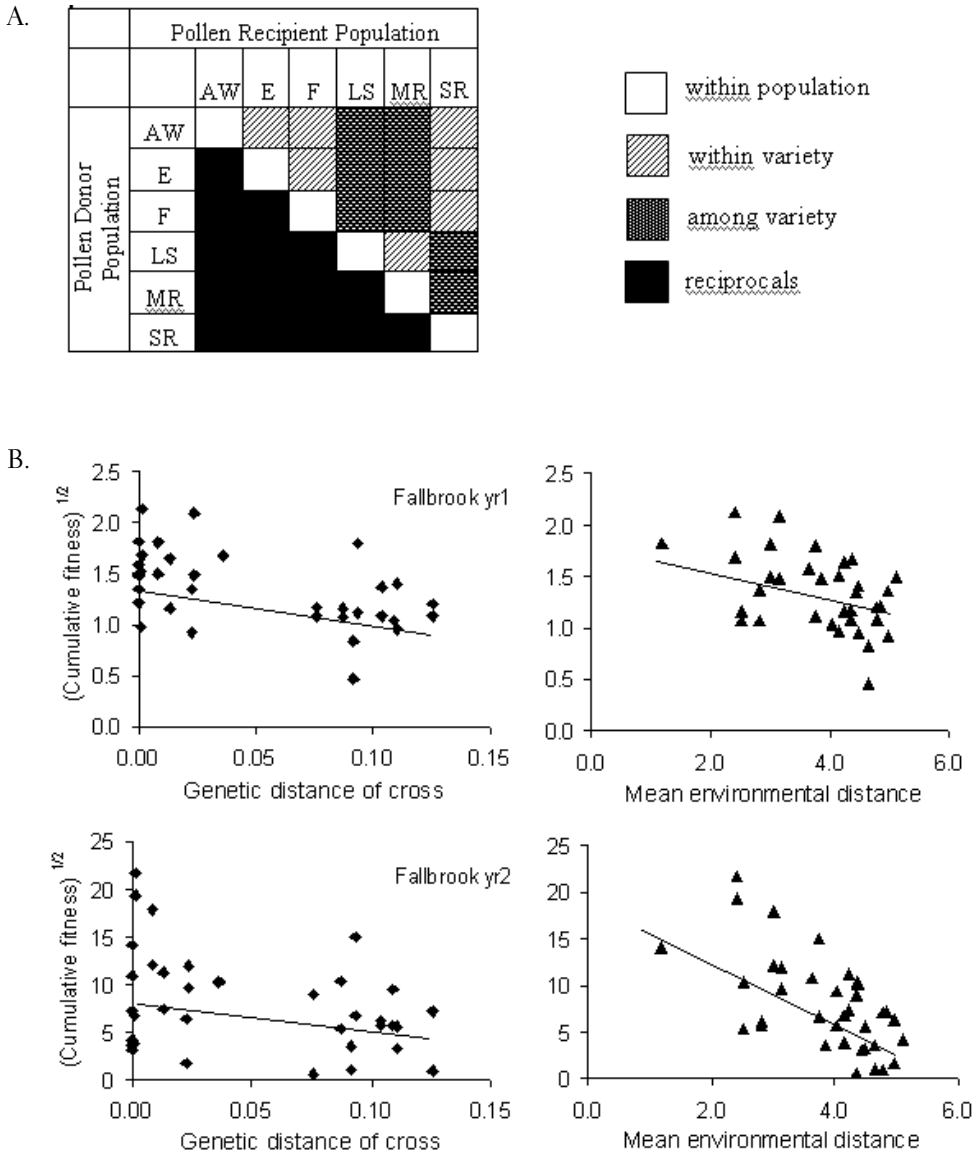 A.
Pollen Recipient Population
AW E F LS MR SR
Pollen Donor
Population
AW
E
F
LS
MR
SR
within population
within variety
among variety
reciprocals
B.
Fallbrook yr1
(Cumulative fitness) 1/2
2.5
2.0
1.5
1.0
0.5
0.0
0.00 0.05 0.10 0.15
Genetic distance of cross
2.5
2.0
1.5
1.0
0.5
0.0
0.0 2.0 4.0 6.0
Mean environmental distance
Fallbrook yr2
(Cumulative fitness) 1/2
25
20
15
10
5
0
0.00 0.05 0.10 0.15
Genetic distance of cross
25
20
15
10
5
0
0.0 2.0 4.0 6.0
Mean environmental distance